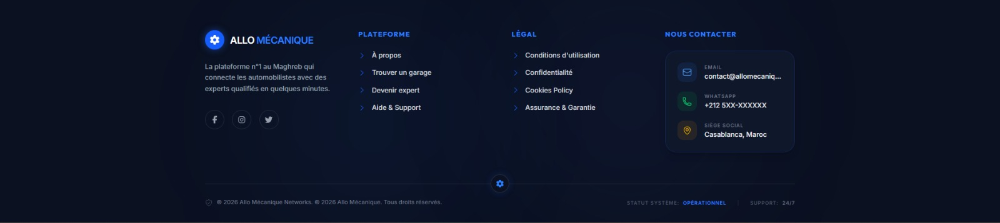 ALLO MÉCANIQUE
La plateforme n°1 au Maghreb qui
connecte les automobilistes avec des
experts qualifiés en quelques minutes.
PLATEFORME
À propos
Trouver un garage
Devenir expert
Aide & Support
LÉGAL
Conditions d'utilisation
Confidentialité
Cookies Policy
Assurance & Garantie
NOUS CONTACTER
EMAIL
contact@allomecaniq...
WHATSAPP
+212 5XX-XXXXXX
SIÈGE SOCIAL
Casablanca, Maroc
© 2026 Allo Mécanique Networks. © 2026 Allo Mécanique. Tous droits réservés.
STATUT SYSTÈME: OPÉRATIONNEL
SUPPORT: 24/7